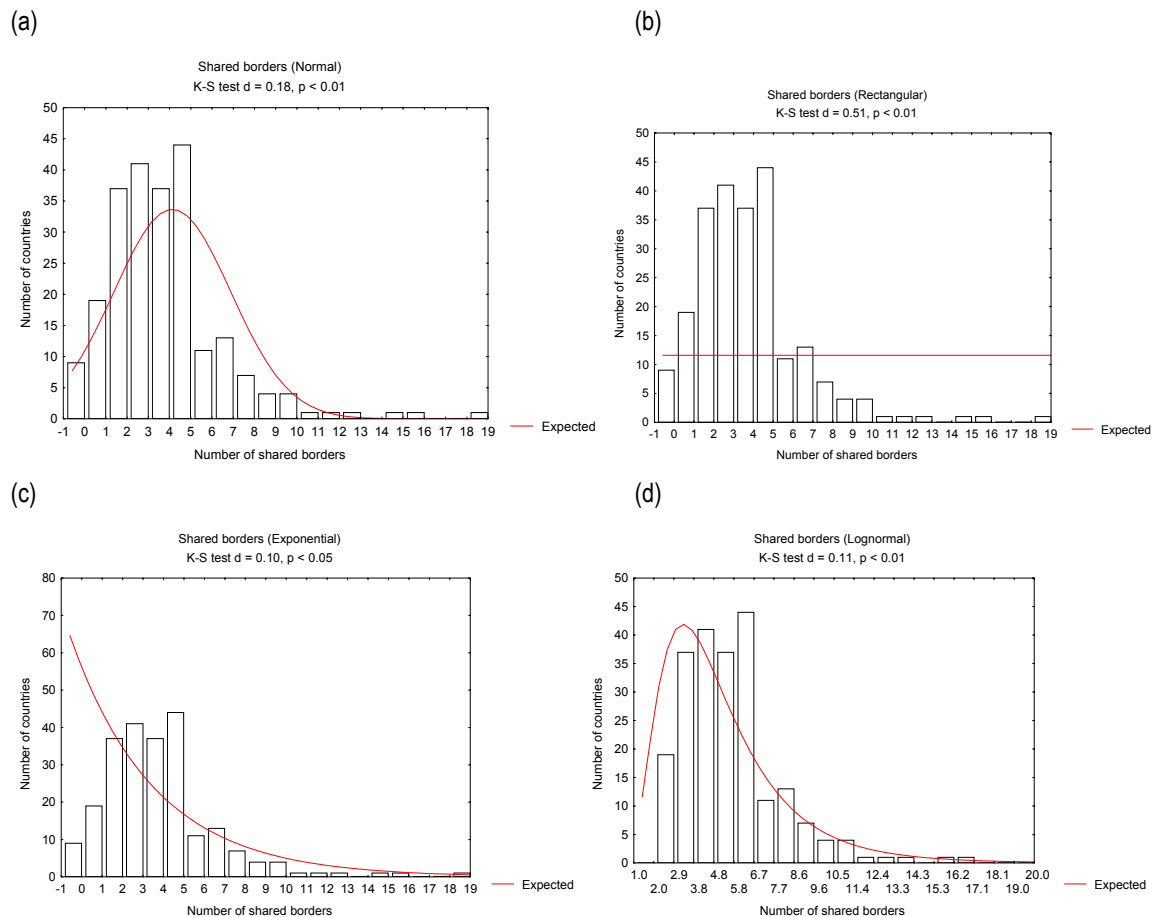 (a)
Shared borders (Normal)
K-S test d = 0.18, p < 0.01
50
45
40
35
30
25
20
15
10
5
0
Number of countries
-1 0 1 2 3 4 5 6 7 8 9 10 11 12 13 14 15 16 17 18 19
Number of shared borders
Expected
(b)
Shared borders (Rectangular)
K-S test d = 0.51, p < 0.01
50
45
40
35
30
25
20
15
10
5
0
Number of countries
-1 0 1 2 3 4 5 6 7 8 9 10 11 12 13 14 15 16 17 18 19
Number of shared borders
Expected
(c)
Shared borders (Exponential)
K-S test d = 0.10, p < 0.05
80
70
60
50
40
30
20
10
0
Number of countries
-1 0 1 2 3 4 5 6 7 8 9 10 11 12 13 14 15 16 17 18 19
Number of shared borders
Expected
(d)
Shared borders (Lognormal)
K-S test d = 0.11, p < 0.01
50
45
40
35
30
25
20
15
10
5
0
Number of countries
1.0 2.9 4.8 6.7 8.6 10.5 12.4 14.3 16.2 18.1 20.0
2.0 3.8 5.8 7.7 9.6 11.4 13.3 15.3 17.1 19.0
Number of shared borders
Expected